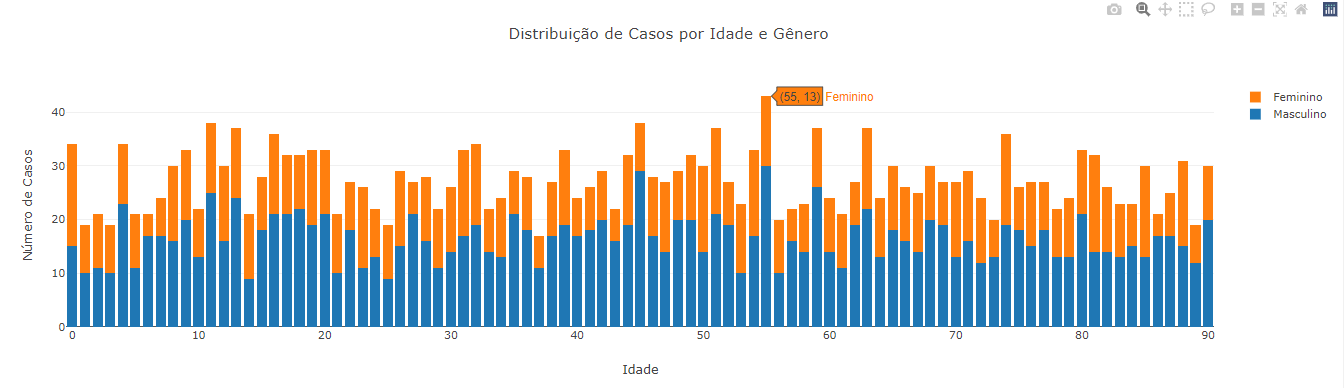 Distribuição de Casos por Idade e Gênero
(55, 13) Feminino
Feminino
Masculino
Número de Casos
40
30
20
10
0
0 10 20 30 40 50 60 70 80 90
Idade